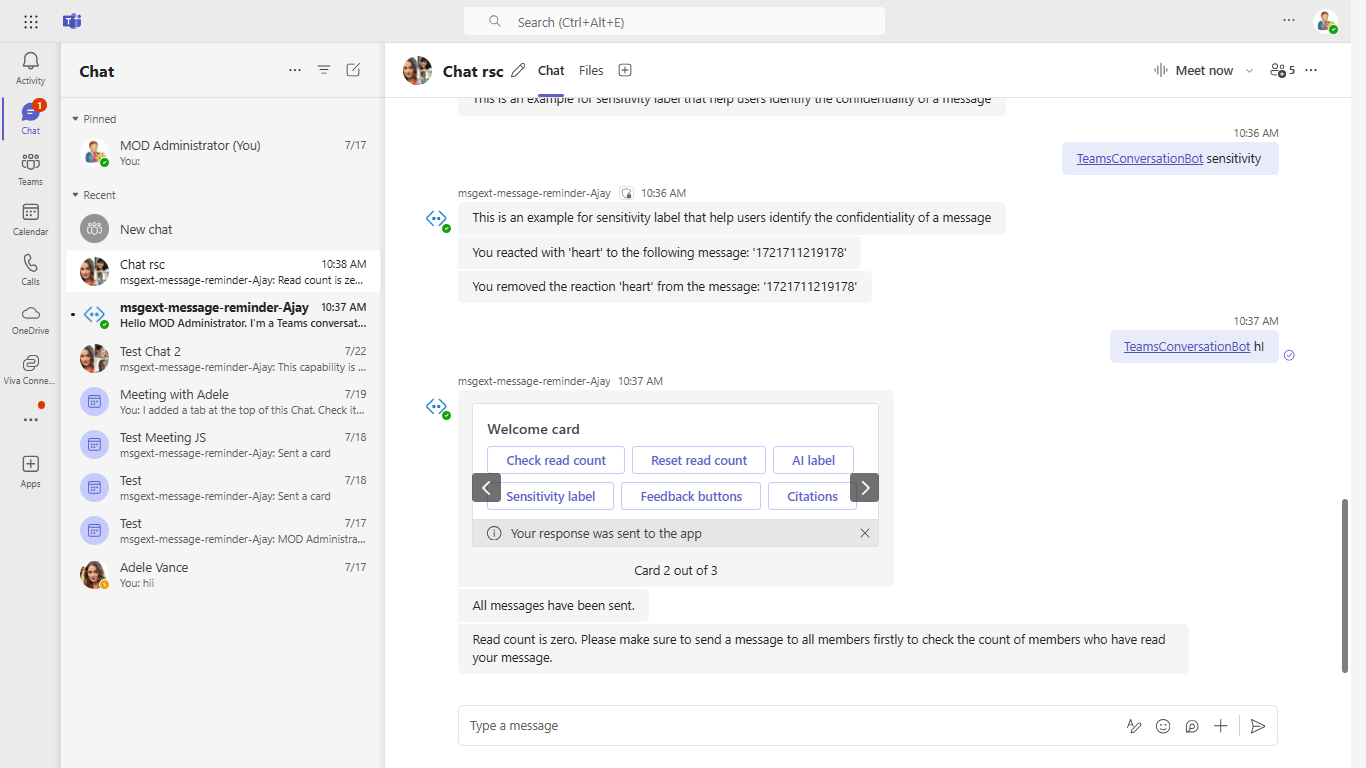 Search (Ctrl+Alt+E)
Activity
1
Chat
Teams
Calendar
Calls
OneDrive
Viva Conne...
Apps
Chat
Pinned
MOD Administrator (You) 7/17
You:
Recent
New chat
Chat rsc 10:38 AM
msgext-message-reminder-Ajay: Read count is ze...
msgext-message-reminder-Ajay 10:37 AM
Hello MOD Administrator. I'm a Teams conversat...
Test Chat 2 7/22
msgext-message-reminder-Ajay: This capability is ...
Meeting with Adele 7/19
You: I added a tab at the top of this Chat. Check it...
Test Meeting JS 7/18
msgext-message-reminder-Ajay: Sent a card
Test 7/18
msgext-message-reminder-Ajay: Sent a card
Test 7/17
msgext-message-reminder-Ajay: MOD Administra...
Adele Vance 7/17
You: hii
Chat rsc Chat Files Meet now 5
This is an example for sensitivity label that help users identify the confidentiality of a message
10:36 AM
TeamsConversationBot sensitivity
msgext-message-reminder-Ajay 10:36 AM
This is an example for sensitivity label that help users identify the confidentiality of a message
You reacted with 'heart' to the following message: '1721711219178'
You removed the reaction 'heart' from the message: '1721711219178'
10:37 AM
TeamsConversationBot hI
msgext-message-reminder-Ajay 10:37 AM
Welcome card
Check read count Reset read count AI label
Sensitivity label Feedback buttons Citations
Your response was sent to the app
Card 2 out of 3
All messages have been sent.
Read count is zero. Please make sure to send a message to all members firstly to check the count of members who have read
your message.
Type a message